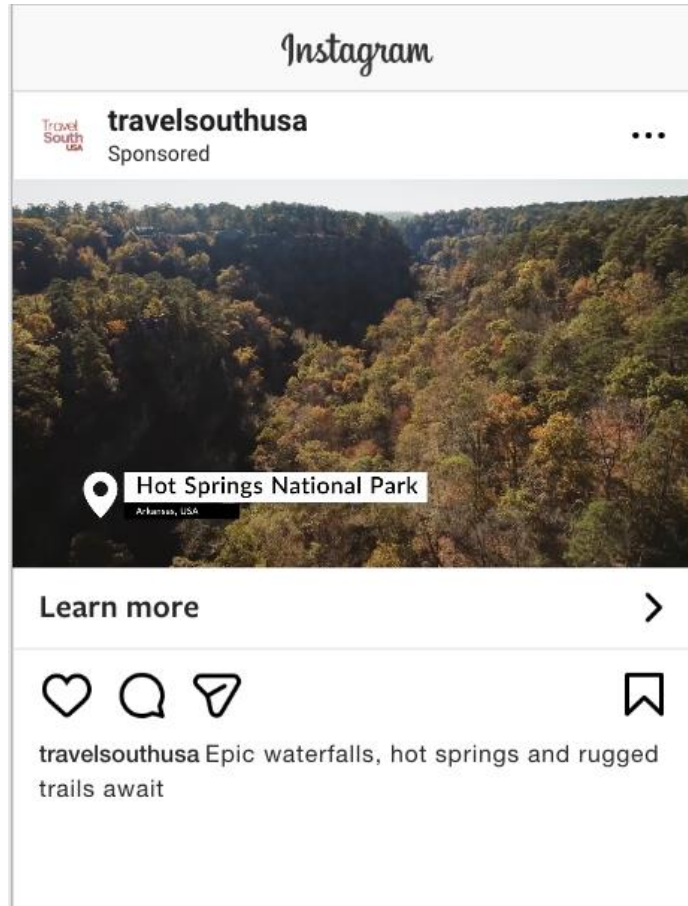 Instagram
Travel
South
USA
travelsouthusa
Sponsored
Hot Springs National Park
Arkansas, USA
Learn more
travelsouthusa Epic waterfalls, hot springs and rugged
trails await